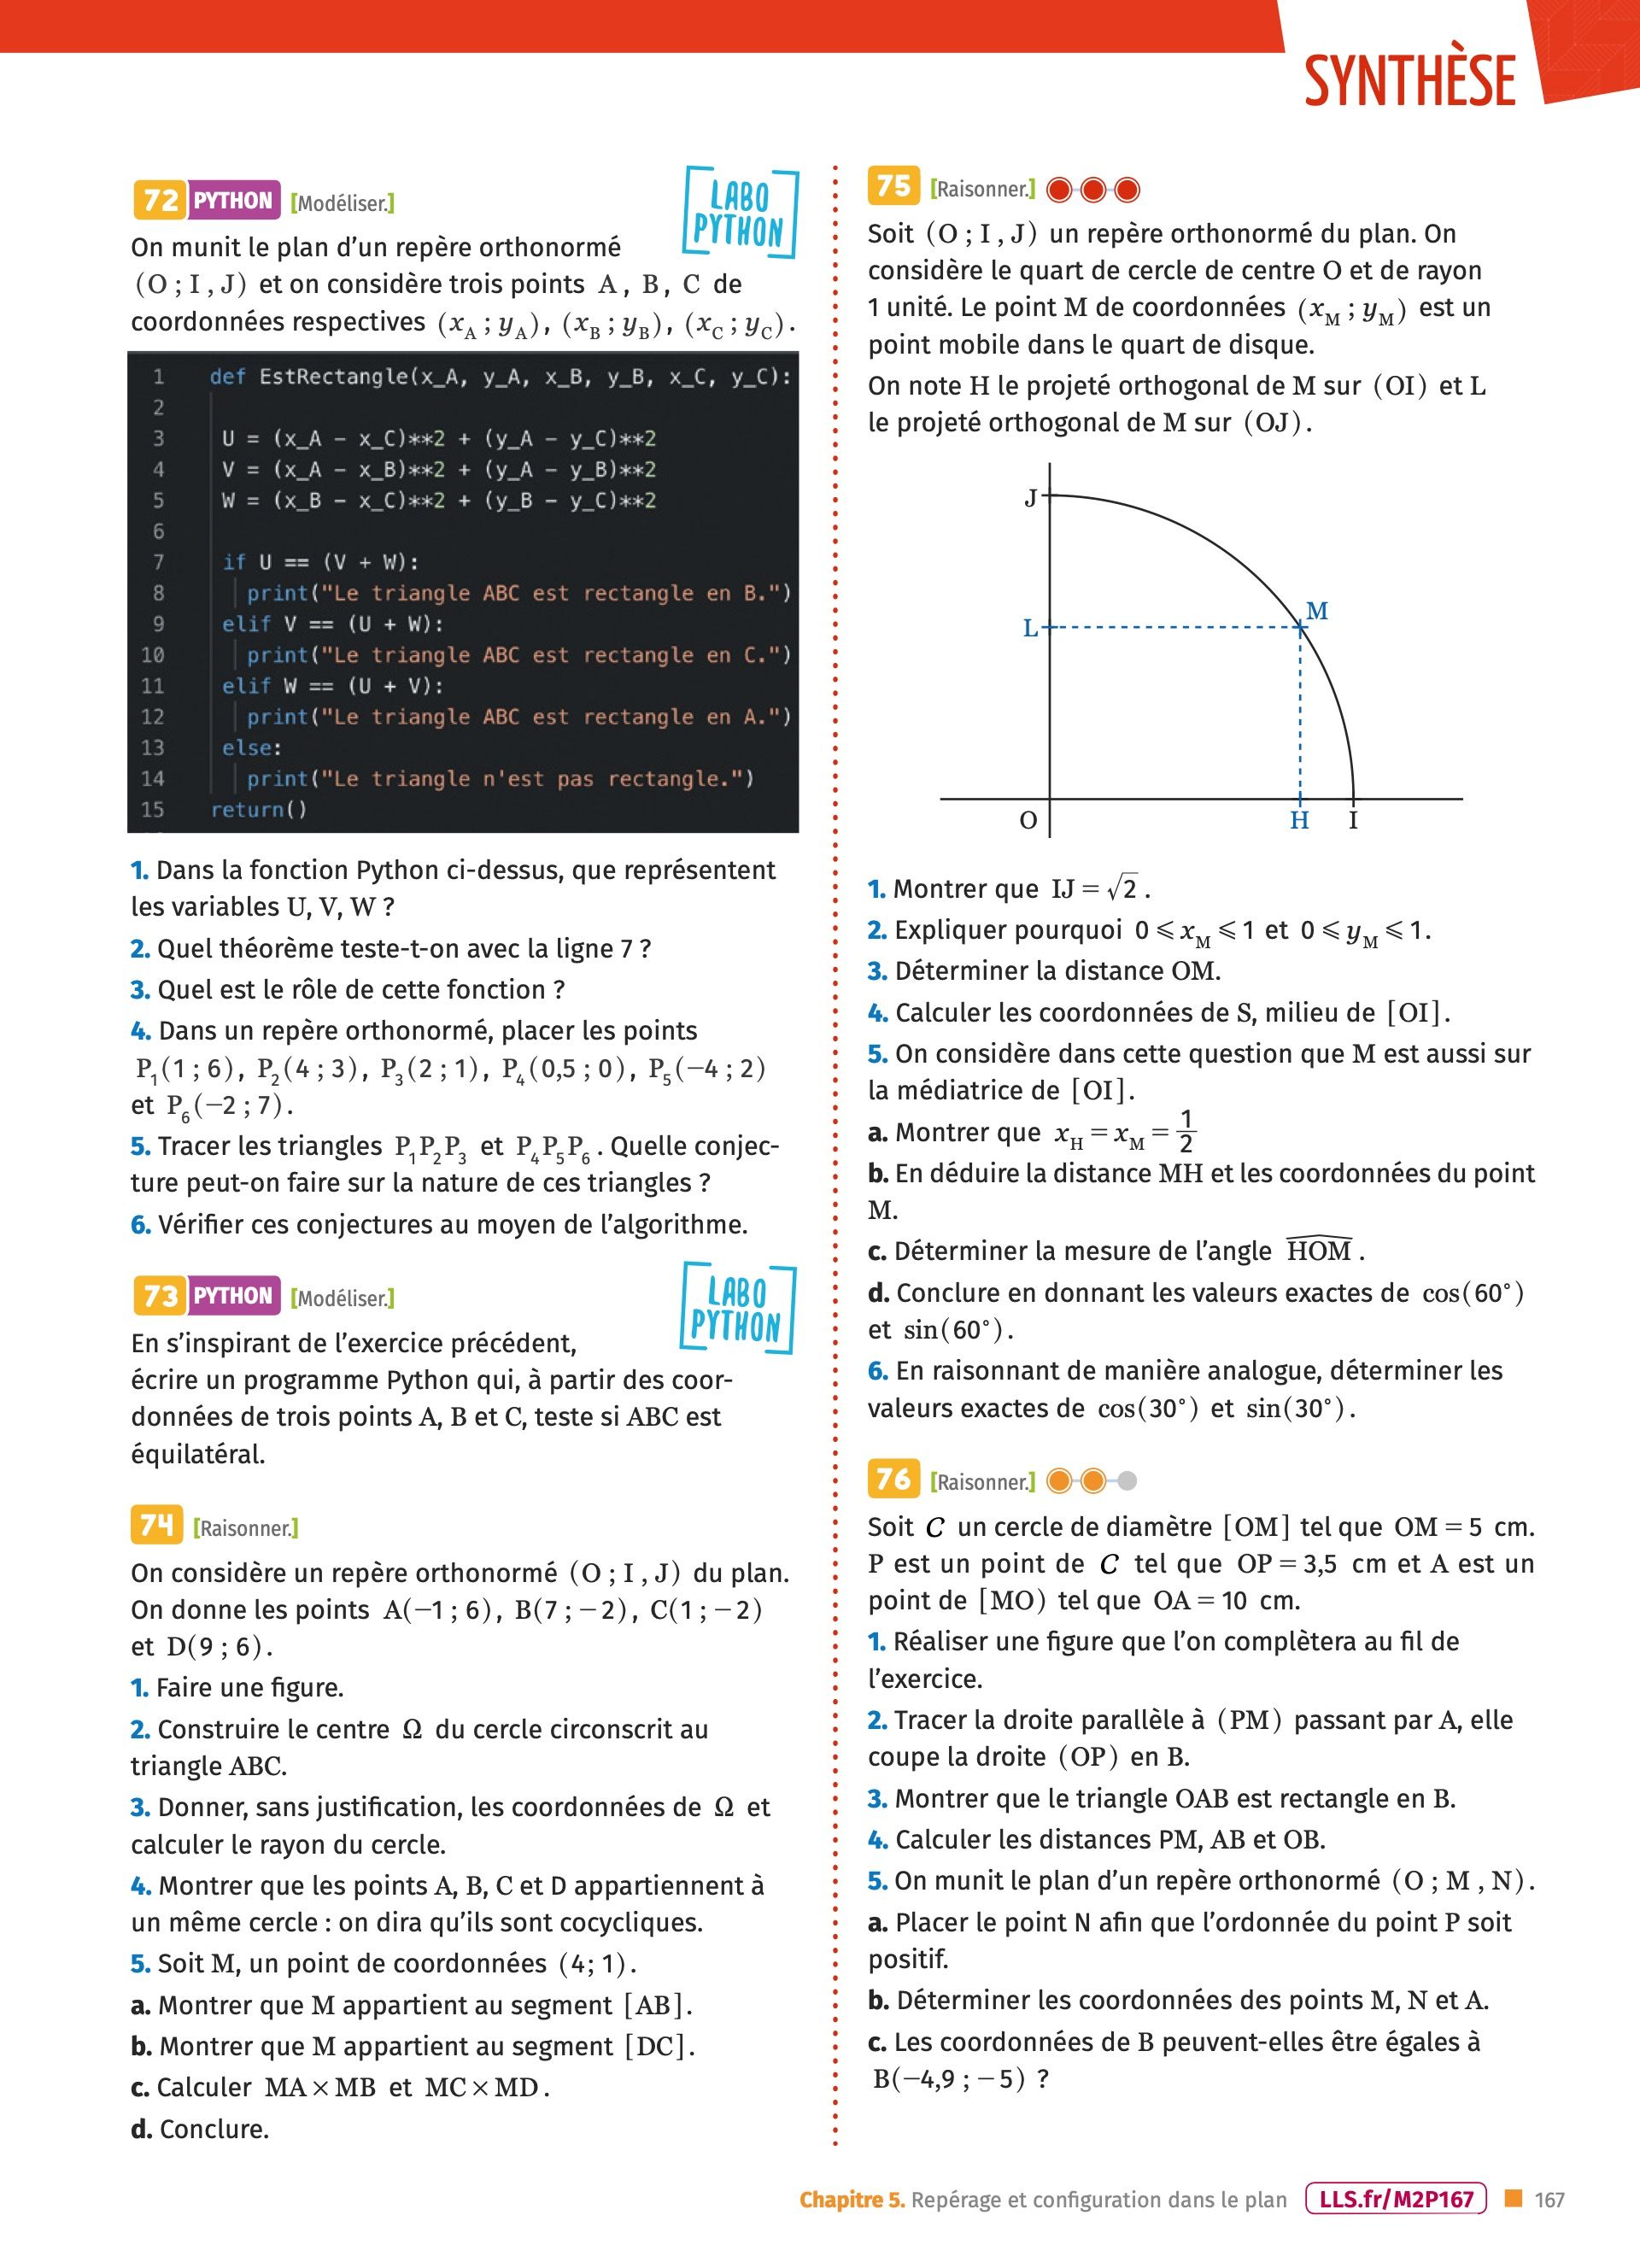 SYNTHÈSE
72 PYTHON [Modéliser.]
LABO
PYTHON
On munit le plan d’un repère orthonormé
(O ; I , J) et on considère trois points A, B, C de
coordonnées respectives (x_A ; y_A), (x_B ; y_B), (x_C ; y_C).
1 def EstRectangle(x_A, y_A, x_B, y_B, x_C, y_C):
2
3 U = (x_A - x_C)**2 + (y_A - y_C)**2
4 V = (x_A - x_B)**2 + (y_A - y_B)**2
5 W = (x_B - x_C)**2 + (y_B - y_C)**2
6
7 if U == (V + W):
8 print("Le triangle ABC est rectangle en B.")
9 elif V == (U + W):
10 print("Le triangle ABC est rectangle en C.")
11 elif W == (U + V):
12 print("Le triangle ABC est rectangle en A.")
13 else:
14 print("Le triangle n'est pas rectangle.")
15 return()
1. Dans la fonction Python ci-dessus, que représentent
les variables U, V, W ?
2. Quel théorème teste-t-on avec la ligne 7 ?
3. Quel est le rôle de cette fonction ?
4. Dans un repère orthonormé, placer les points
P₁(1 ; 6), P₂(4 ; 3), P₃(2 ; 1), P₄(0,5 ; 0), P₅(−4 ; 2)
et P₆(−2 ; 7).
5. Tracer les triangles P₁P₂P₃ et P₄P₅P₆. Quelle conjec-
ture peut-on faire sur la nature de ces triangles ?
6. Vérifier ces conjectures au moyen de l’algorithme.
73 PYTHON [Modéliser.]
LABO
PYTHON
En s’inspirant de l’exercice précédent,
écrire un programme Python qui, à partir des coor-
données de trois points A, B et C, teste si ABC est
équilatéral.
74 [Raisonner.]
On considère un repère orthonormé (O ; I , J) du plan.
On donne les points A(−1 ; 6), B(7 ; −2), C(1 ; −2)
et D(9 ; 6).
1. Faire une figure.
2. Construire le centre Ω du cercle circonscrit au
triangle ABC.
3. Donner, sans justification, les coordonnées de Ω et
calculer le rayon du cercle.
4. Montrer que les points A, B, C et D appartiennent à
un même cercle : on dira qu’ils sont cocycliques.
5. Soit M, un point de coordonnées (4; 1).
a. Montrer que M appartient au segment [AB].
b. Montrer que M appartient au segment [DC].
c. Calculer MA × MB et MC × MD.
d. Conclure.
75 [Raisonner.]
Soit (O ; I , J) un repère orthonormé du plan. On
considère le quart de cercle de centre O et de rayon
1 unité. Le point M de coordonnées (x_M ; y_M) est un
point mobile dans le quart de disque.
On note H le projeté orthogonal de M sur (OI) et L
le projeté orthogonal de M sur (OJ).
J
M
L
O
H
I
1. Montrer que IJ = √2.
2. Expliquer pourquoi 0 ⩽ x_M ⩽ 1 et 0 ⩽ y_M ⩽ 1.
3. Déterminer la distance OM.
4. Calculer les coordonnées de S, milieu de [OI].
5. On considère dans cette question que M est aussi sur
la médiatrice de [OI].
a. Montrer que x_H = x_M = 1/2
b. En déduire la distance MH et les coordonnées du point
M.
c. Déterminer la mesure de l’angle HOM.
d. Conclure en donnant les valeurs exactes de cos(60°)
et sin(60°).
6. En raisonnant de manière analogue, déterminer les
valeurs exactes de cos(30°) et sin(30°).
76 [Raisonner.]
Soit 𝒞 un cercle de diamètre [OM] tel que OM = 5 cm.
P est un point de 𝒞 tel que OP = 3,5 cm et A est un
point de [MO) tel que OA = 10 cm.
1. Réaliser une figure que l’on complètera au fil de
l’exercice.
2. Tracer la droite parallèle à (PM) passant par A, elle
coupe la droite (OP) en B.
3. Montrer que le triangle OAB est rectangle en B.
4. Calculer les distances PM, AB et OB.
5. On munit le plan d’un repère orthonormé (O ; M , N).
a. Placer le point N afin que l’ordonnée du point P soit
positif.
b. Déterminer les coordonnées des points M, N et A.
c. Les coordonnées de B peuvent-elles être égales à
B(−4,9 ; −5) ?
Chapitre 5. Repérage et configuration dans le plan LLS.fr/M2P167 167